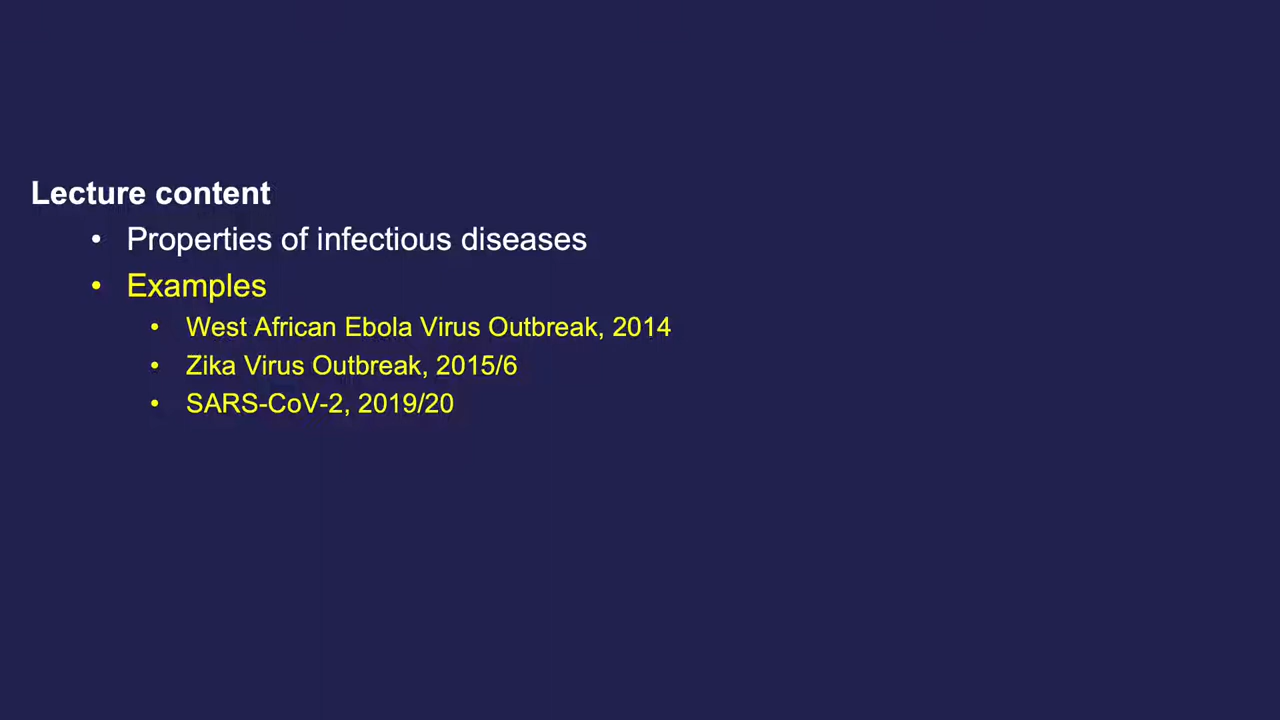 Lecture content
• Properties of infectious diseases
• Examples
• West African Ebola Virus Outbreak, 2014
• Zika Virus Outbreak, 2015/6
• SARS-CoV-2, 2019/20